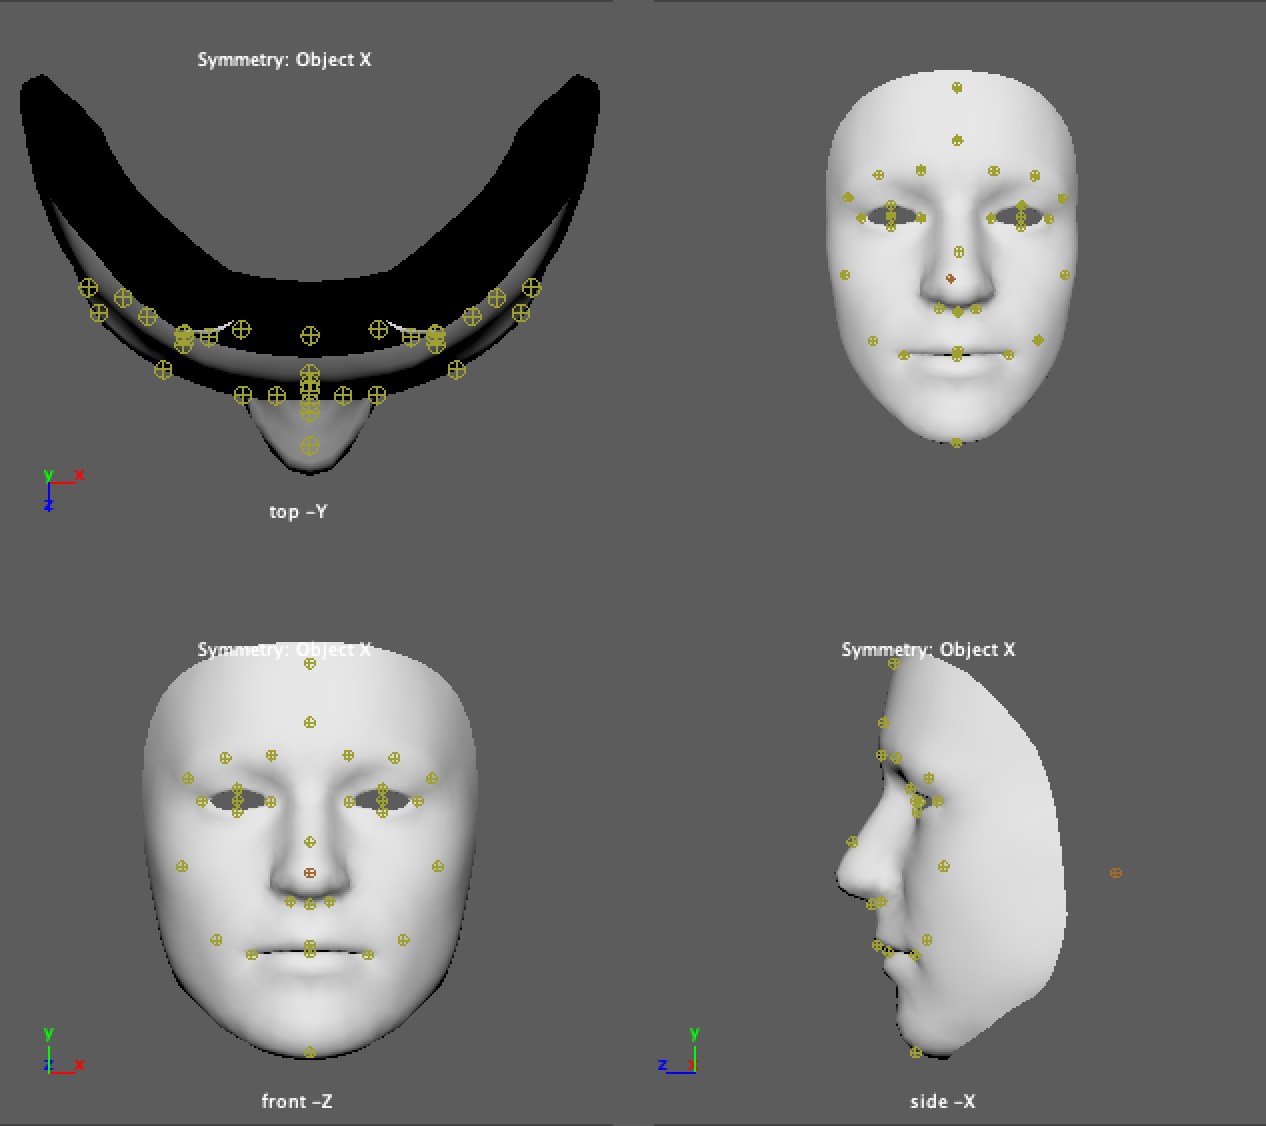 Symmetry: Object X
y x
z
top -Y
Symmetry: Object X
Symmetry: Object X
y
z x
y
z x
front -Z
side -X